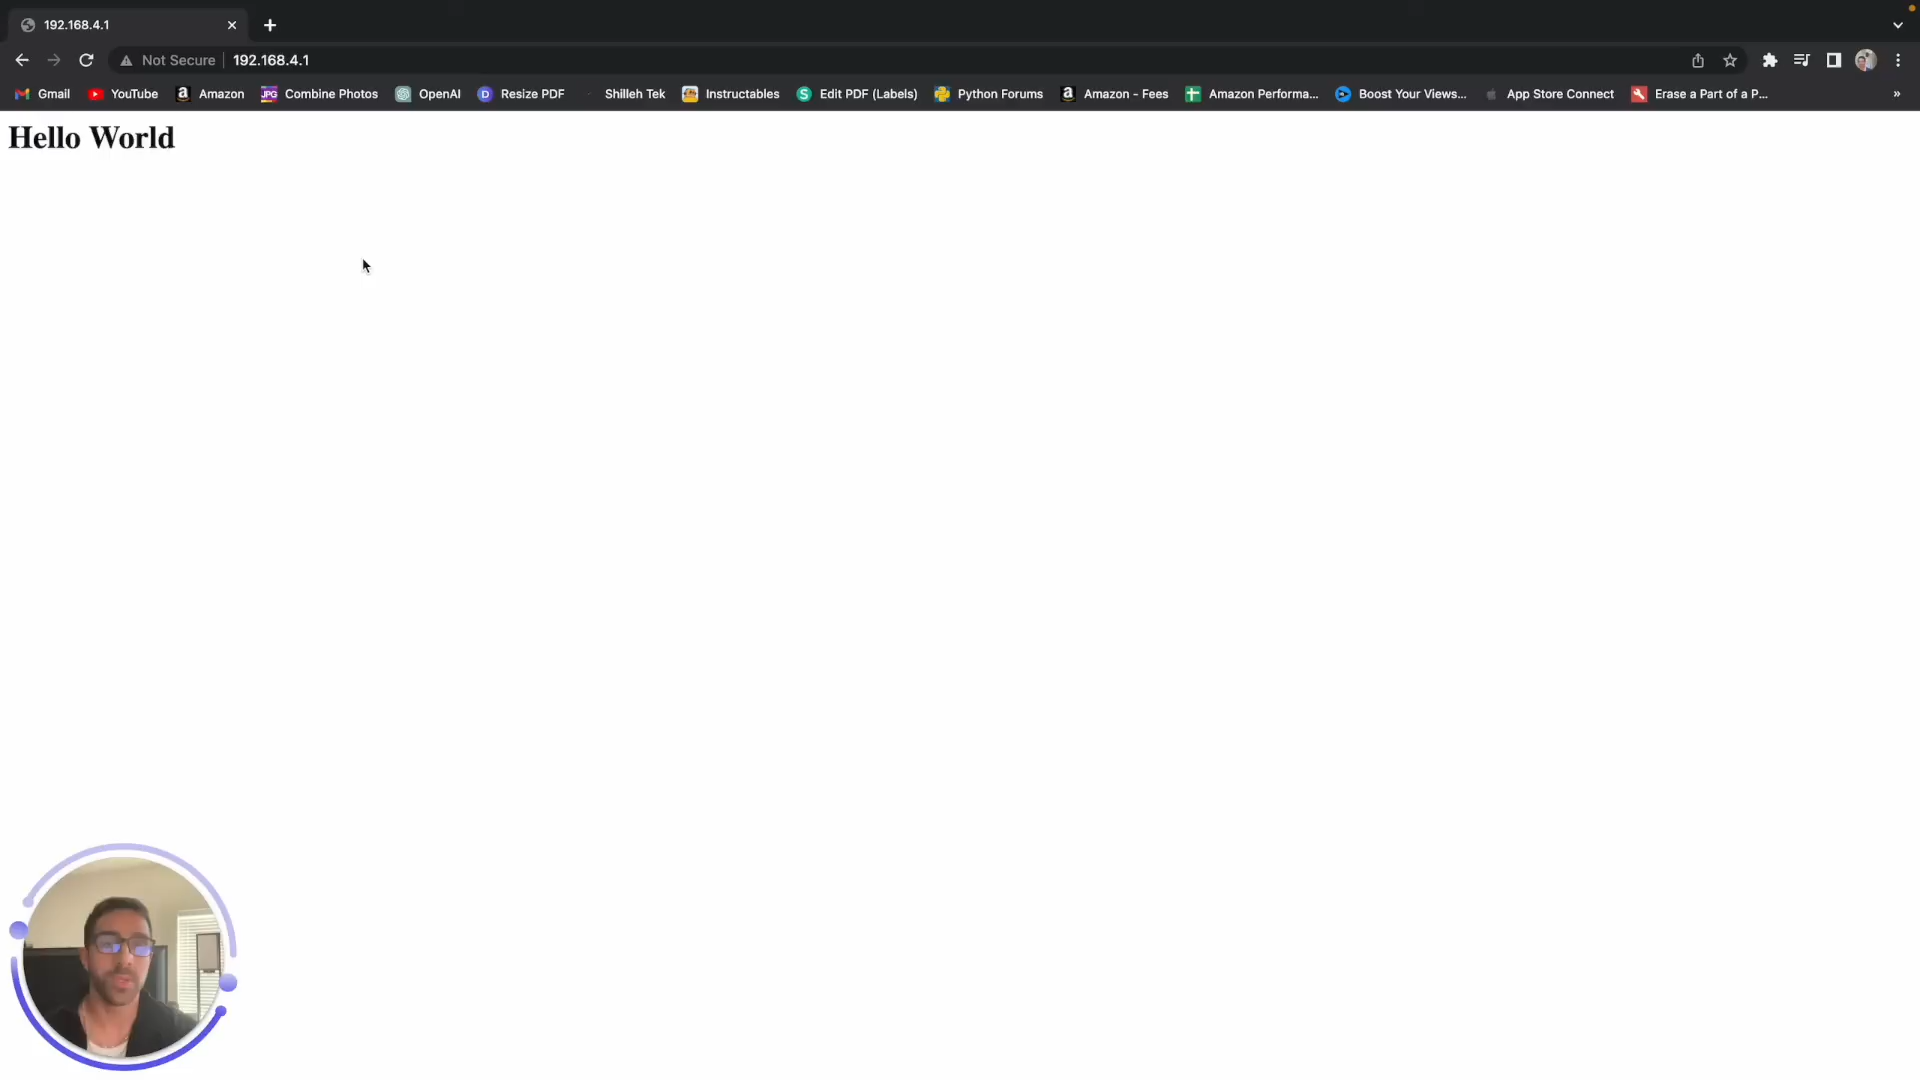 192.168.4.1
Not Secure 192.168.4.1
Gmail YouTube Amazon JPG Combine Photos OpenAI D Resize PDF Shilleh Tek Instructables S Edit PDF (Labels) Python Forums Amazon - Fees Amazon Performa... Boost Your Views... App Store Connect Erase a Part of a P... »
Hello World